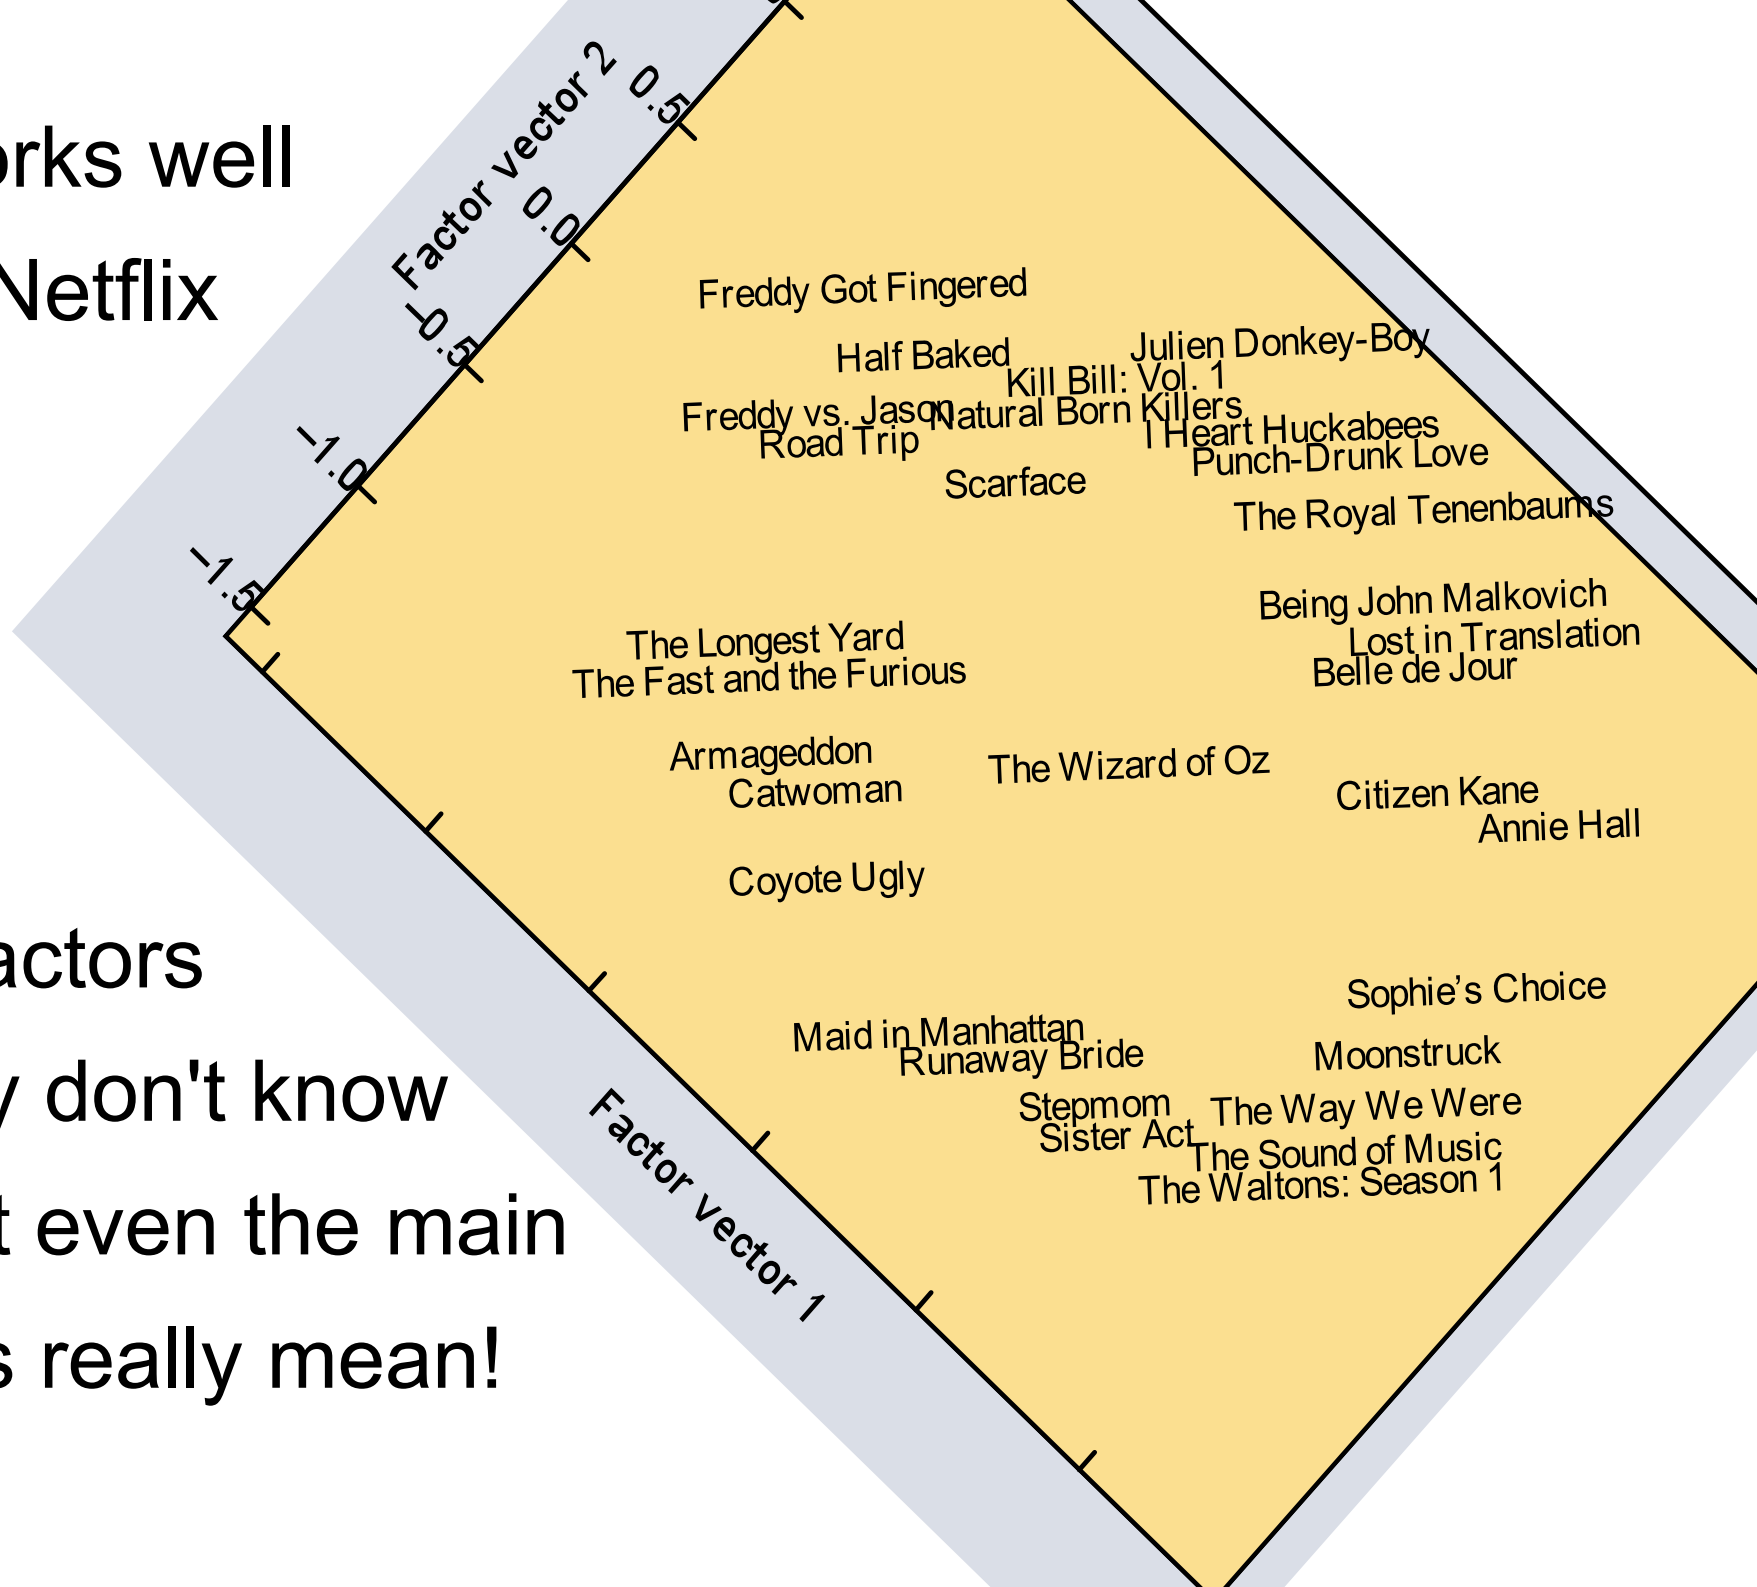 orks well
Netflix
actors
y don't know
t even the main
s really mean!
Factor vector 2
0.5
0.0
−0.5
−1.0
−1.5
Freddy Got Fingered
Half Baked
Julien Donkey-Boy
Kill Bill: Vol. 1
Freddy vs. Jason
Natural Born Killers
Road Trip
I Heart Huckabees
Punch-Drunk Love
Scarface
The Royal Tenenbaums
Being John Malkovich
The Longest Yard
Lost in Translation
The Fast and the Furious
Belle de Jour
Armageddon
The Wizard of Oz
Catwoman
Citizen Kane
Annie Hall
Coyote Ugly
Sophie’s Choice
Maid in Manhattan
Runaway Bride
Moonstruck
Stepmom
The Way We Were
Sister Act
The Sound of Music
The Waltons: Season 1
Factor vector 1